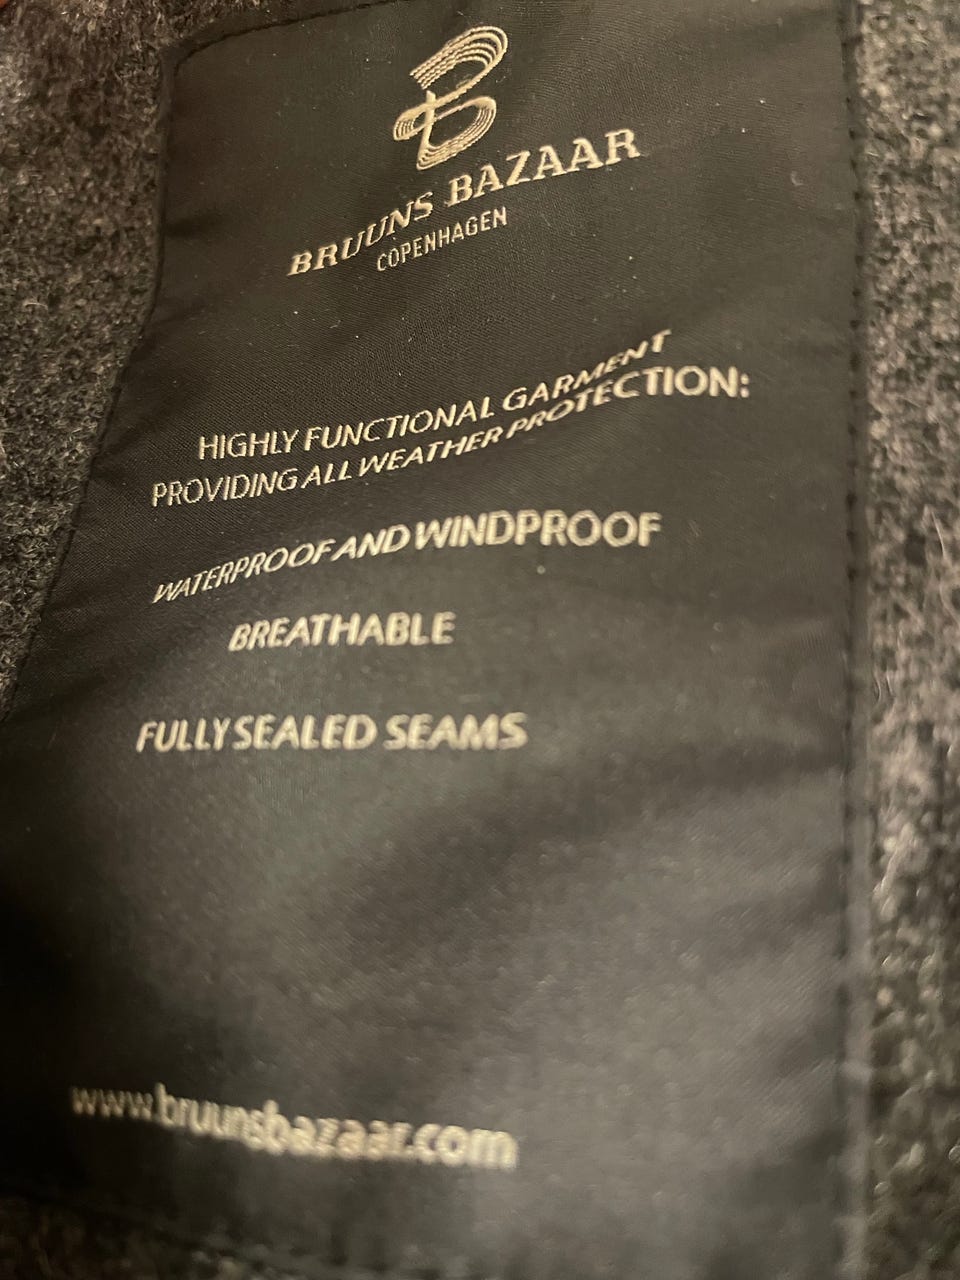 B
BRUUNS BAZAAR
COPENHAGEN
HIGHLY FUNCTIONAL GARMENT
PROVIDING ALL WEATHER PROTECTION:
WATERPROOF AND WINDPROOF
BREATHABLE
FULLY SEALED SEAMS
www.bruunsbazaar.com